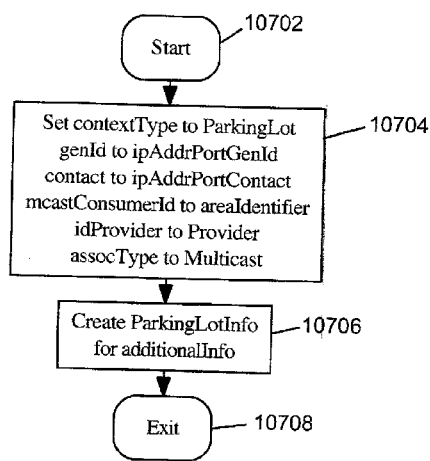 Start
10702
Set contextType to ParkingLot
genId to ipAddrPortGenId
contact to ipAddrPortContact
mcastConsumerId to areaIdentifier
idProvider to Provider
assocType to Multicast
10704
Create ParkingLotInfo
for additionalInfo
10706
Exit
10708